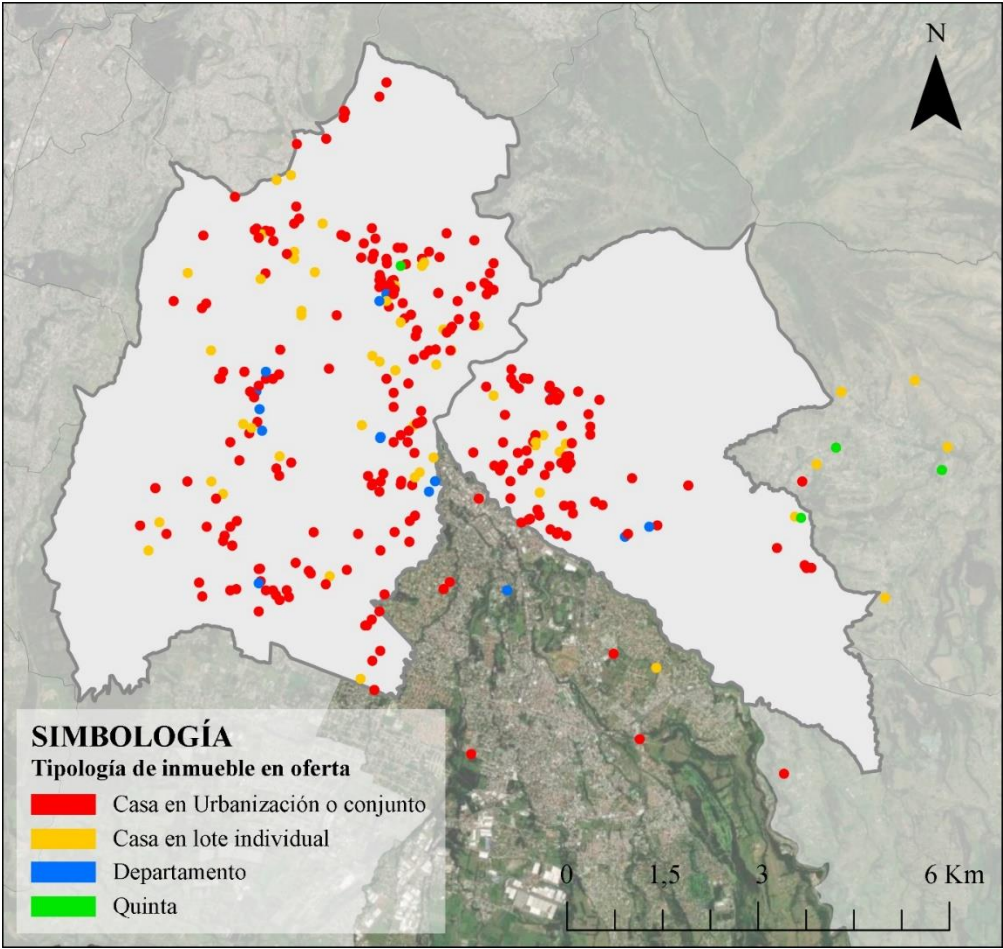 N
SIMBOLOGÍA
Tipología de inmueble en oferta
Casa en Urbanización o conjunto
Casa en lote individual
Departamento
Quinta
0 1,5 3 6 Km